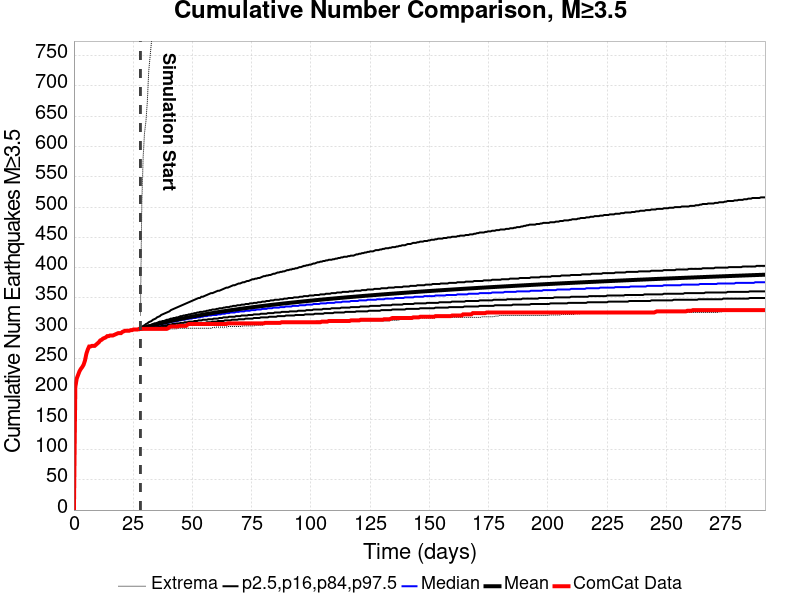 Cumulative Number Comparison, M≥3.5
Cumulative Num Earthquakes M≥3.5
750
700
650
600
550
500
450
400
350
300
250
200
150
100
50
0
Simulation Start
0 25 50 75 100 125 150 175 200 225 250 275
Time (days)
Extrema p2.5,p16,p84,p97.5 Median Mean ComCat Data